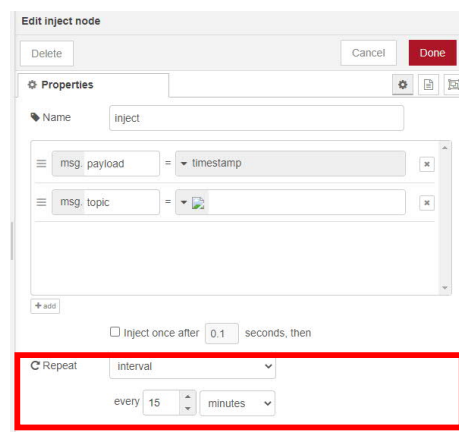 Edit inject node
Delete Cancel Done
Properties
Name inject
msg. payload = timestamp
msg. topic =
+ add
Inject once after 0.1 seconds, then
Repeat interval
every 15 minutes